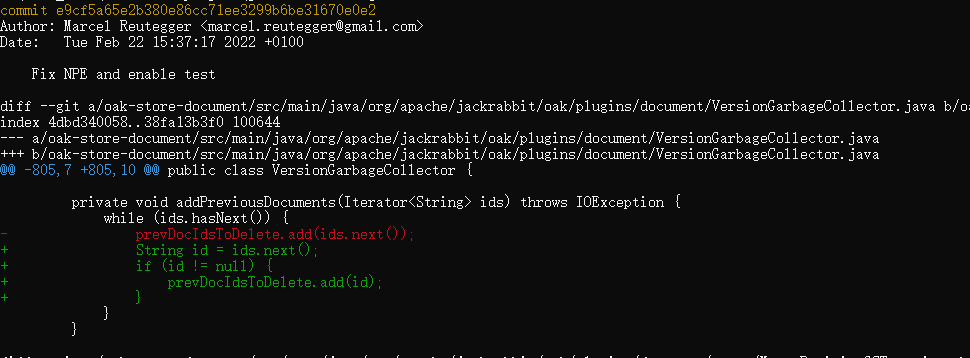 commit e9cf5a65e2b380e86cc71ee3299b6be31670e0e2
Author: Marcel Reutegger <marcel.reutegger@gmail.com>
Date:   Tue Feb 22 15:37:17 2022 +0100
    Fix NPE and enable test
diff --git a/oak-store-document/src/main/java/org/apache/jackrabbit/oak/plugins/document/VersionGarbageCollector.java b/o
index 4dbd340058..38fa13b3f0 100644
--- a/oak-store-document/src/main/java/org/apache/jackrabbit/oak/plugins/document/VersionGarbageCollector.java
+++ b/oak-store-document/src/main/java/org/apache/jackrabbit/oak/plugins/document/VersionGarbageCollector.java
@@ -805,7 +805,10 @@ public class VersionGarbageCollector {
         private void addPreviousDocuments(Iterator<String> ids) throws IOException {
             while (ids.hasNext()) {
-                prevDocIdsToDelete.add(ids.next());
+                String id = ids.next();
+                if (id != null) {
+                    prevDocIdsToDelete.add(id);
+                }
             }
         }